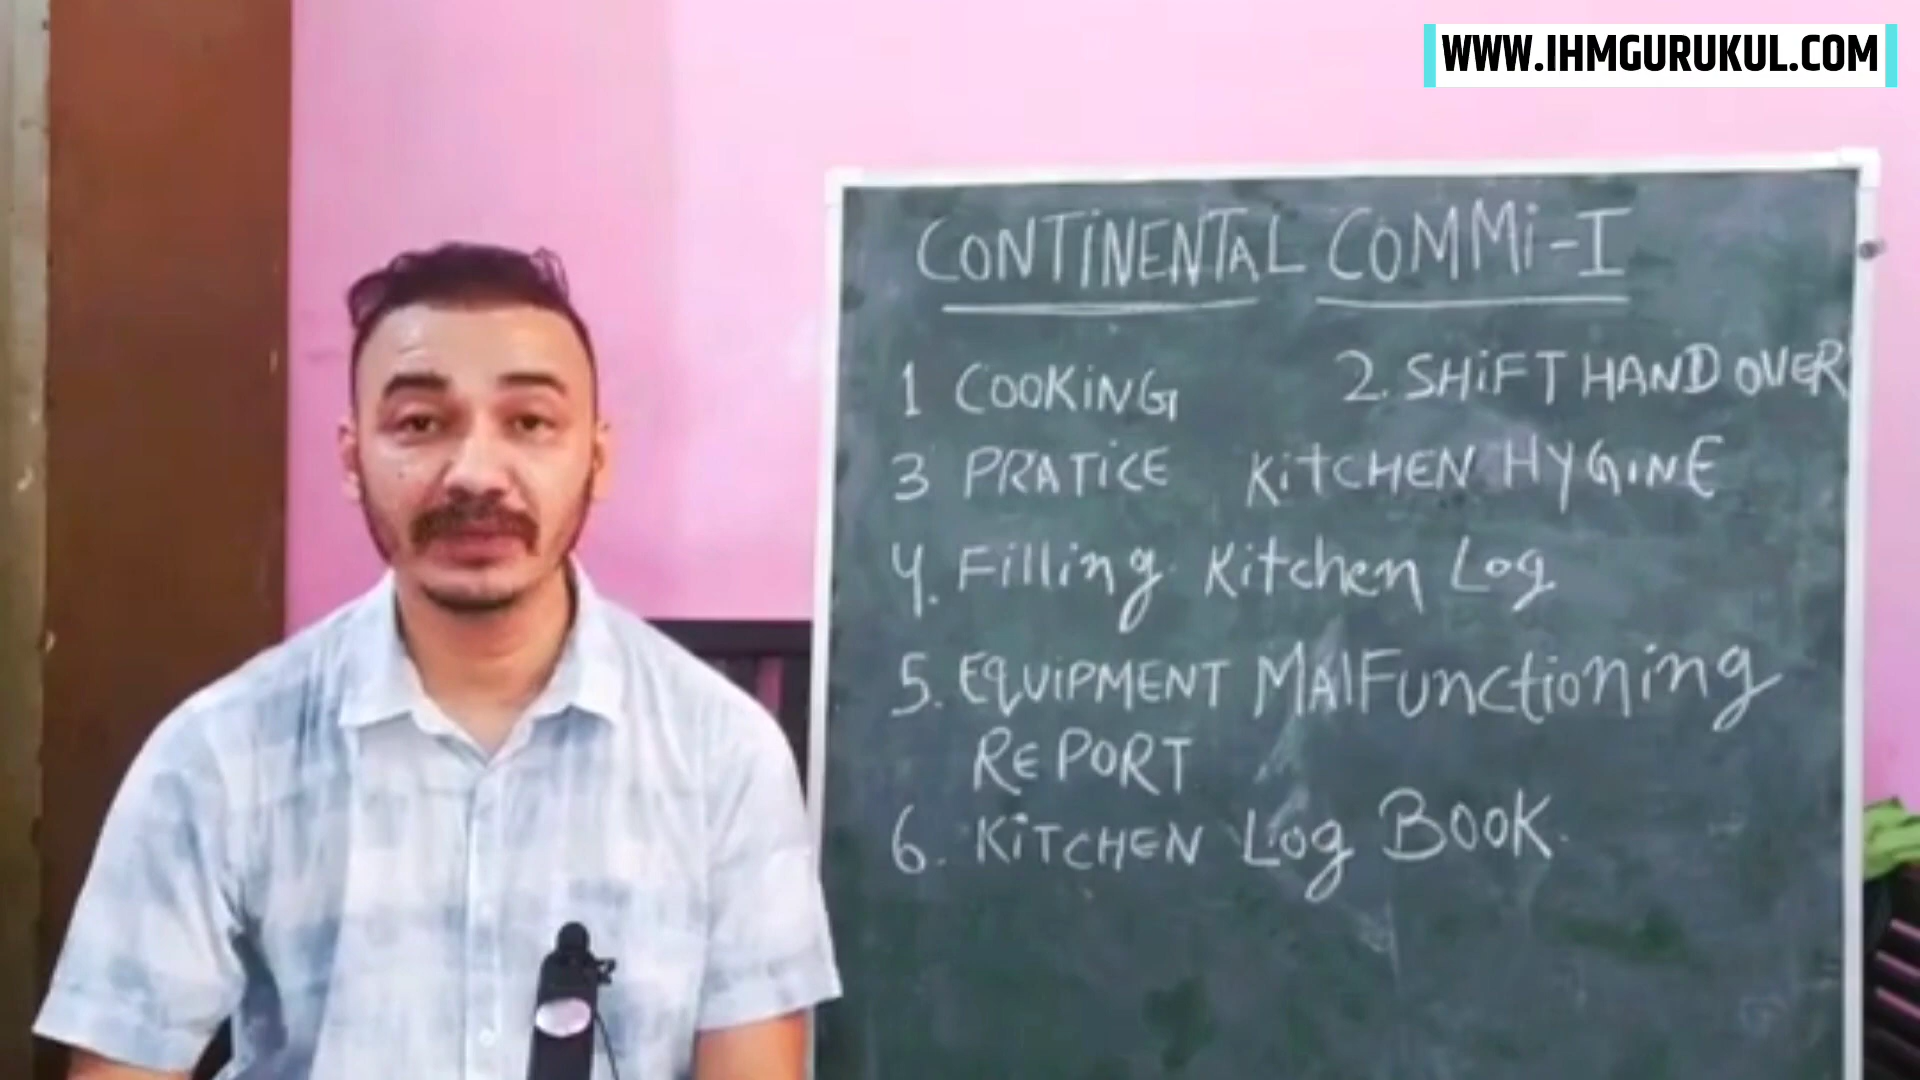 WWW.IHMGURUKUL.COM
CONTINENTAL COMMI-I
1 COOKING 2. SHIFT HAND OVER
3 PRATICE KITCHEN HYGINE
4. Filling Kitchen Log
5. EQUIPMENT MAlFunctioning
REPORT
6. KITCHEN Log BOOK.